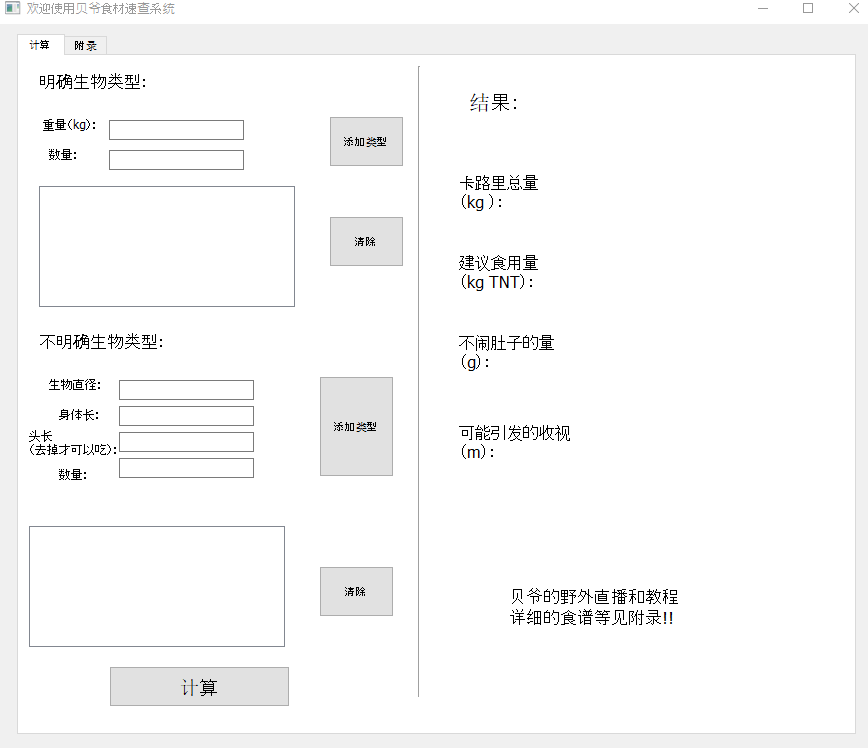 欢迎使用贝爷食材速查系统
计算
附录
明确生物类型:
重量(kg):
数量:
添加类型
清除
不明确生物类型:
生物直径:
身体长:
头长
(去掉才可以吃):
数量:
添加类型
清除
计算
结果:
卡路里总量
(kg ):
建议食用量
(kg TNT):
不闹肚子的量
(g):
可能引发的收视
(m):
贝爷的野外直播和教程
详细的食谱等见附录!!